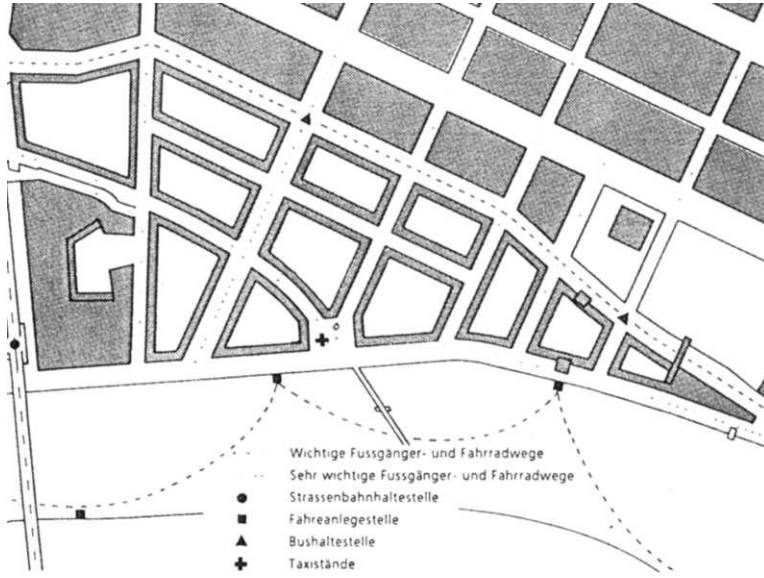 Wichtige Fussgänger- und Fahrradwege
Sehr wichtige Fussgänger- und Fahrradwege
Strassenbahnhaltestelle
Fähreanlegestelle
Bushaltestelle
Taxistände